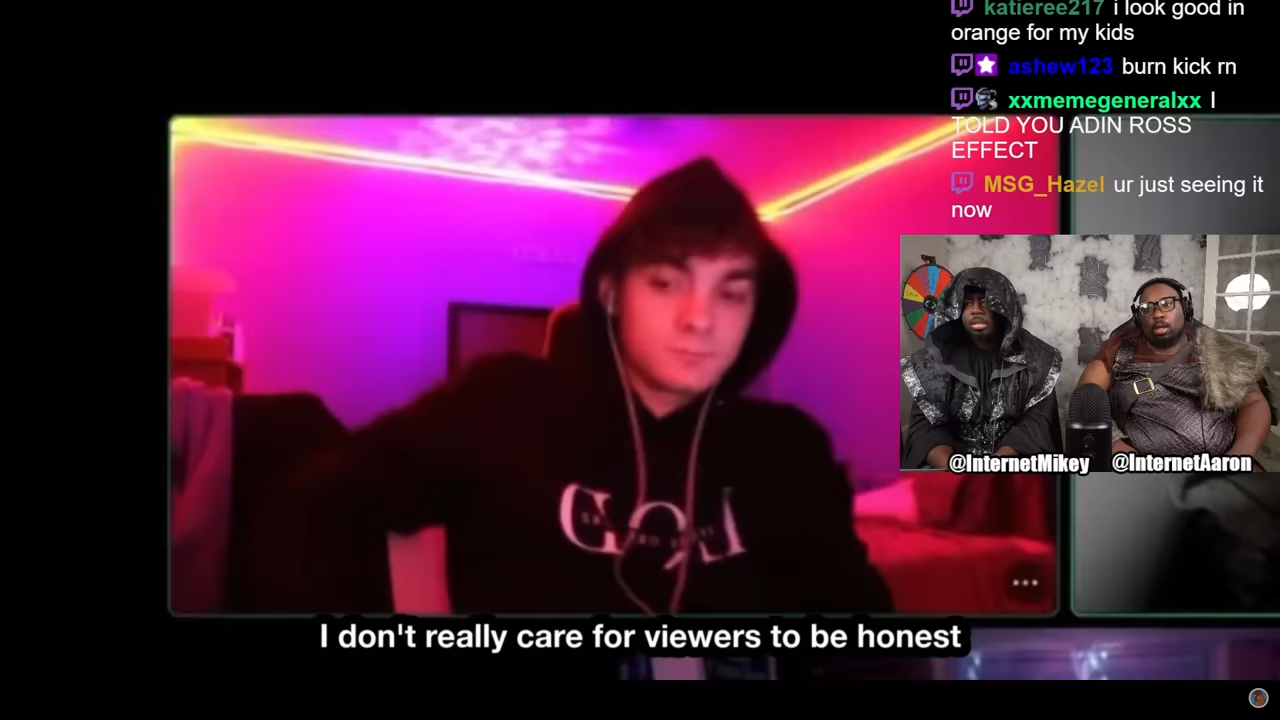 katieree217 i look good in
orange for my kids
ashew123 burn kick rn
xxmemegeneralxx I
TOLD YOU ADIN ROSS
EFFECT
MSG_Hazel ur just seeing it
now
@InternetMikey @InternetAaron
I don't really care for viewers to be honest